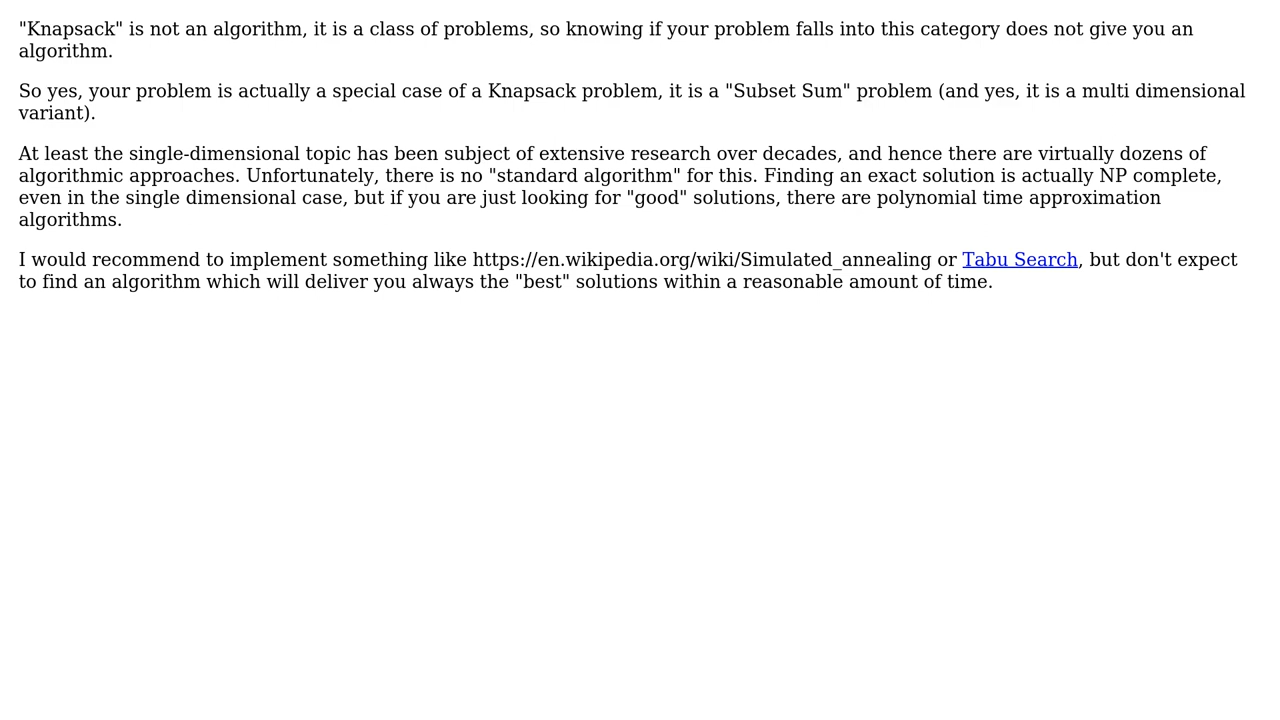 "Knapsack" is not an algorithm, it is a class of problems, so knowing if your problem falls into this category does not give you an
algorithm.
So yes, your problem is actually a special case of a Knapsack problem, it is a "Subset Sum" problem (and yes, it is a multi dimensional
variant).
At least the single-dimensional topic has been subject of extensive research over decades, and hence there are virtually dozens of
algorithmic approaches. Unfortunately, there is no "standard algorithm" for this. Finding an exact solution is actually NP complete,
even in the single dimensional case, but if you are just looking for "good" solutions, there are polynomial time approximation
algorithms.
I would recommend to implement something like https://en.wikipedia.org/wiki/Simulated_annealing or Tabu Search, but don't expect
to find an algorithm which will deliver you always the "best" solutions within a reasonable amount of time.